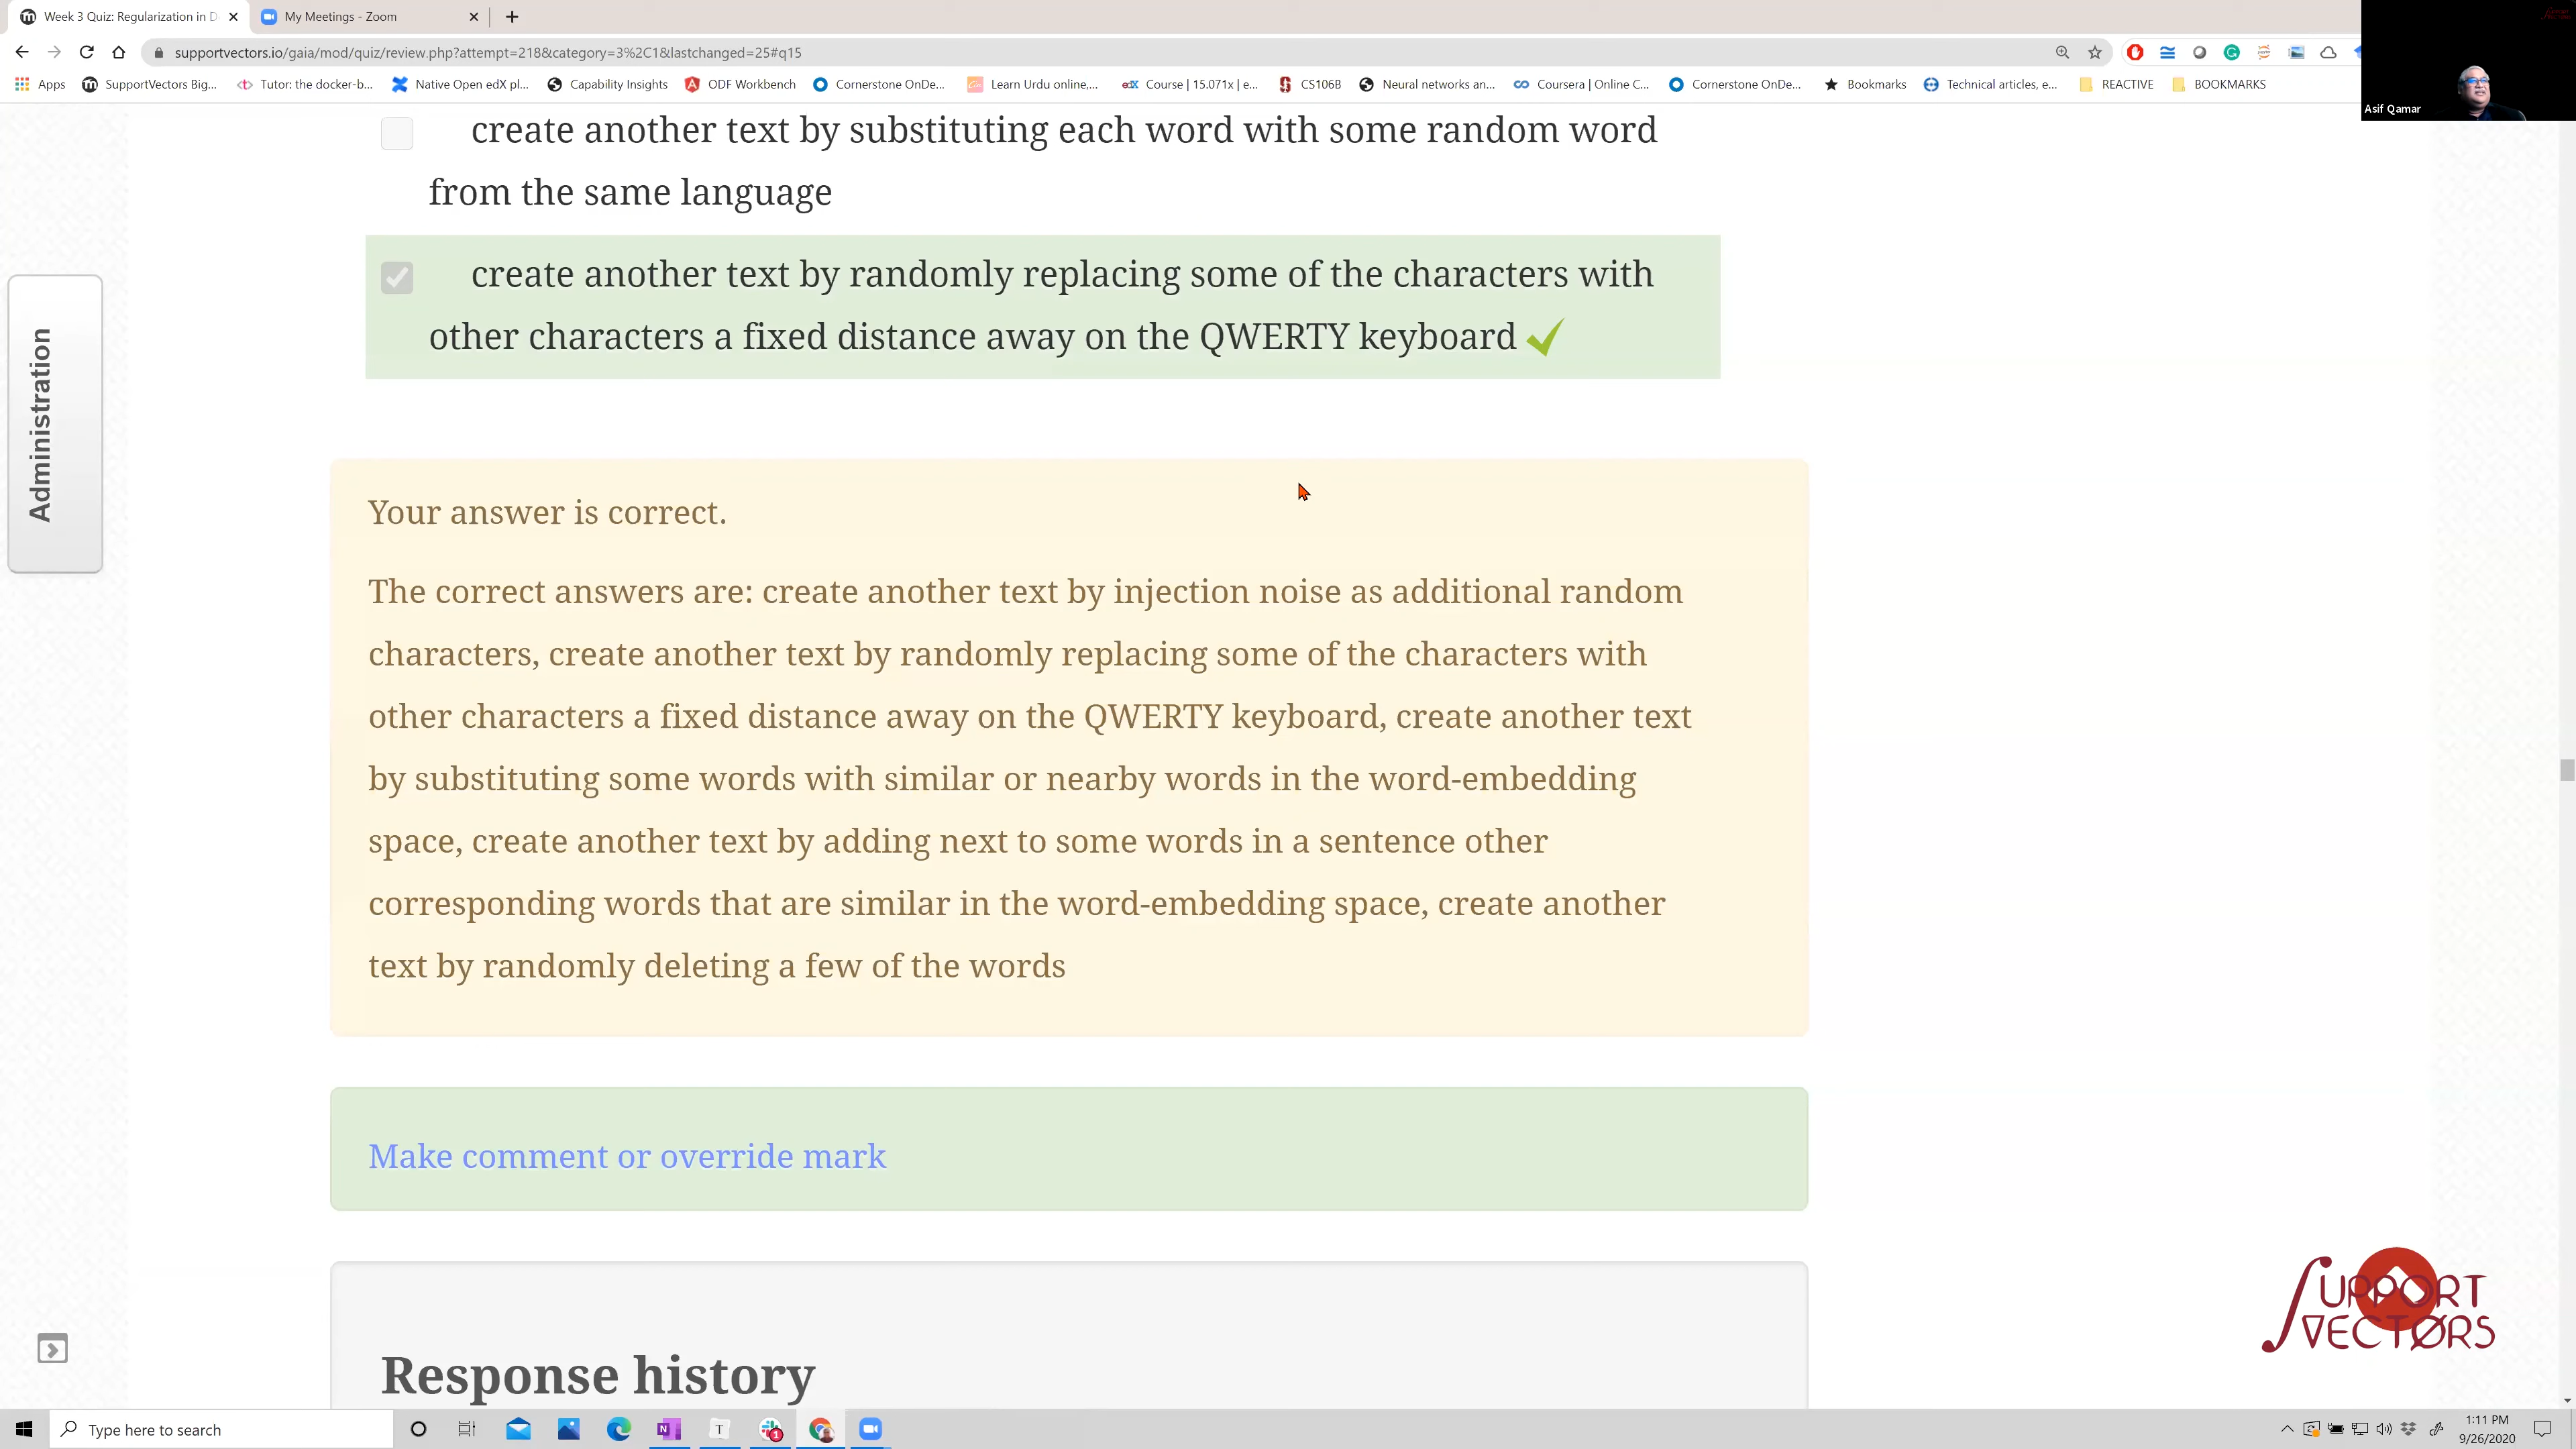 Week 3 Quiz: Regularization in D
My Meetings - Zoom
supportvectors.io/gaia/mod/quiz/review.php?attempt=218&category=3%2C1&lastchanged=25#q15
Apps
SupportVectors Big...
Tutor: the docker-b...
Native Open edX pl...
Capability Insights
ODF Workbench
Cornerstone OnDe...
Learn Urdu online,...
Course | 15.071x | e...
CS106B
Neural networks an...
Coursera | Online C...
Cornerstone OnDe...
Bookmarks
Technical articles, e...
REACTIVE
BOOKMARKS
Asif Qamar
create another text by substituting each word with some random word
from the same language
create another text by randomly replacing some of the characters with
other characters a fixed distance away on the QWERTY keyboard
Administration
Your answer is correct.
The correct answers are: create another text by injection noise as additional random
characters, create another text by randomly replacing some of the characters with
other characters a fixed distance away on the QWERTY keyboard, create another text
by substituting some words with similar or nearby words in the word-embedding
space, create another text by adding next to some words in a sentence other
corresponding words that are similar in the word-embedding space, create another
text by randomly deleting a few of the words
Make comment or override mark
Response history
SUPPORT
VECTORS
Type here to search
1:11 PM
9/26/2020